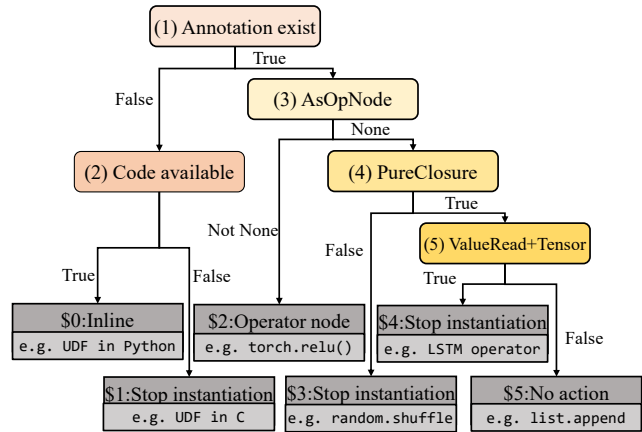 (1) Annotation exist
True
False
(3) AsOpNode
None
(2) Code available
(4) PureClosure
True
Not None
False
(5) ValueRead+Tensor
True
False
True
$0:Inline
e.g. UDF in Python
$2:Operator node
e.g. torch.relu()
$4:Stop instantiation
e.g. LSTM operator
False
$1:Stop instantiation
e.g. UDF in C
$3:Stop instantiation
e.g. random.shuffle
$5:No action
e.g. list.append